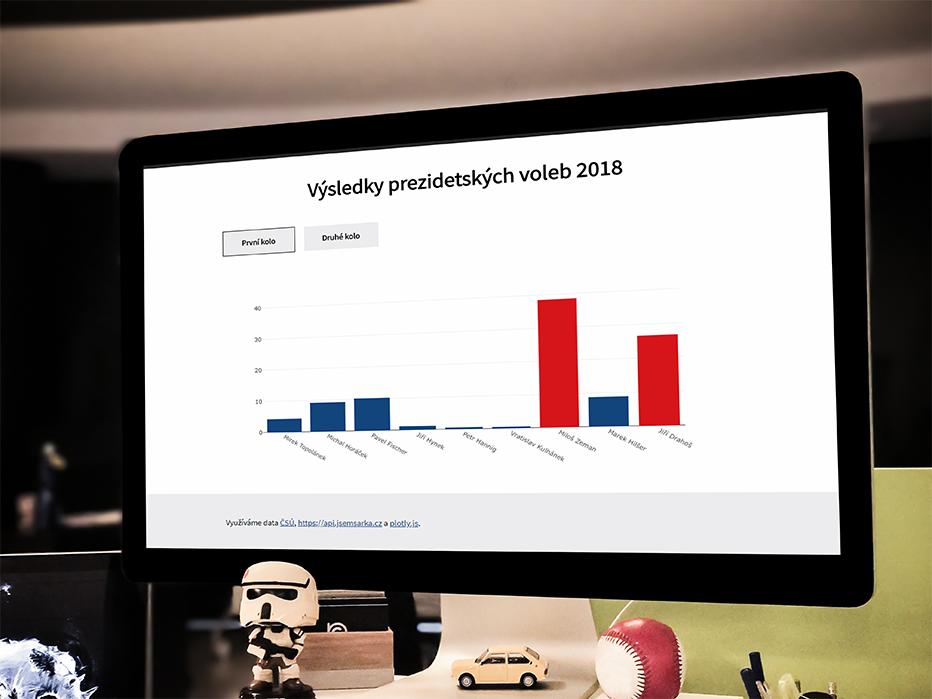 Výsledky prezidetských voleb 2018
První kolo
Druhé kolo
40
30
20
10
0
Mirek Topolánek
Michal Horáček
Pavel Fischer
Jiří Hynek
Petr Hannig
Vratislav Kulhánek
Miloš Zeman
Marek Hilšer
Jiří Drahoš
Využíváme data ČSÚ, https://api.jsemsarka.cz a plotly.js.